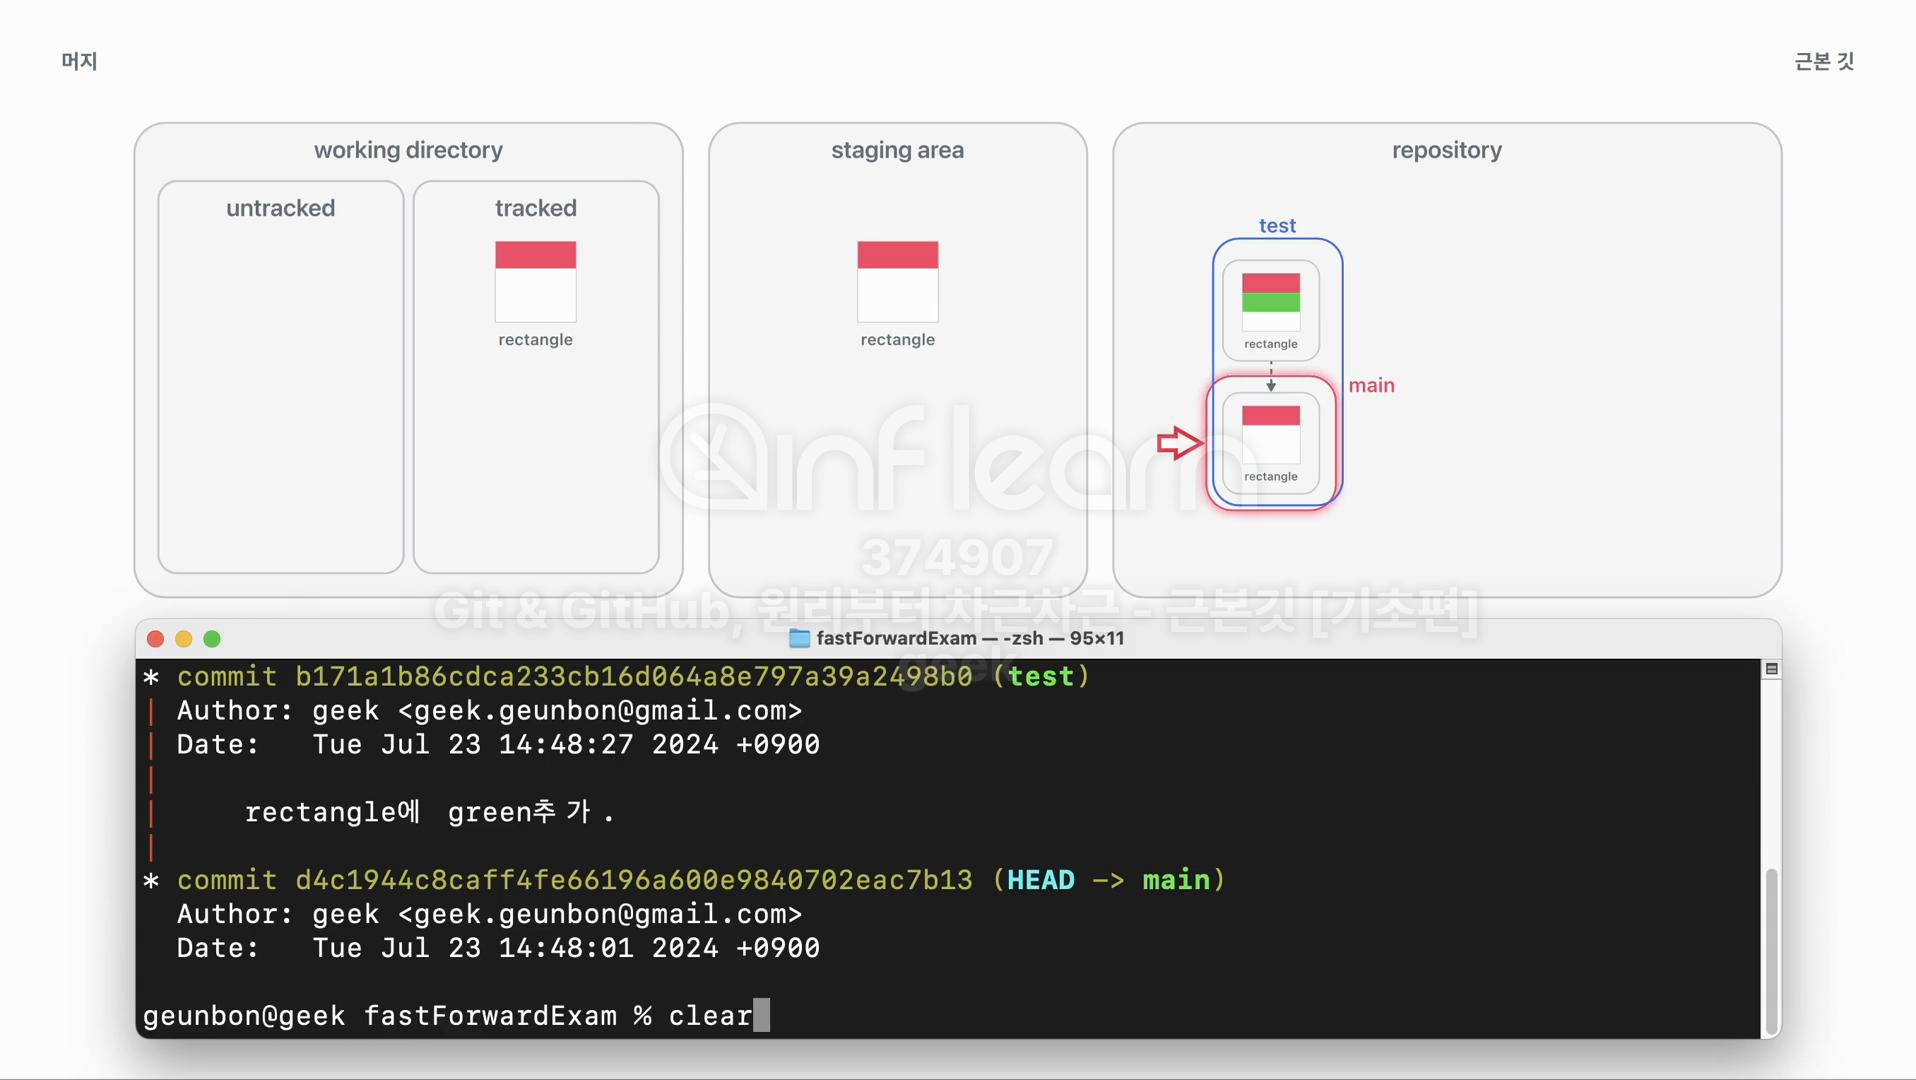 머지
근본 깃
working directory
untracked
tracked
rectangle
staging area
rectangle
repository
test
rectangle
main
rectangle
inflearn
374907
Git & GitHub, 원리부터 차근차근 - 근본깃 [기초편]
geek
fastForwardExam — -zsh — 95×11
* commit b171a1b86cdca233cb16d064a8e797a39a2498b0 (test)
| Author: geek <geek.geunbon@gmail.com>
| Date:   Tue Jul 23 14:48:27 2024 +0900
|
|     rectangle에 green추가.
|
* commit d4c1944c8caff4fe66196a600e9840702eac7b13 (HEAD -> main)
  Author: geek <geek.geunbon@gmail.com>
  Date:   Tue Jul 23 14:48:01 2024 +0900
geunbon@geek fastForwardExam % clear